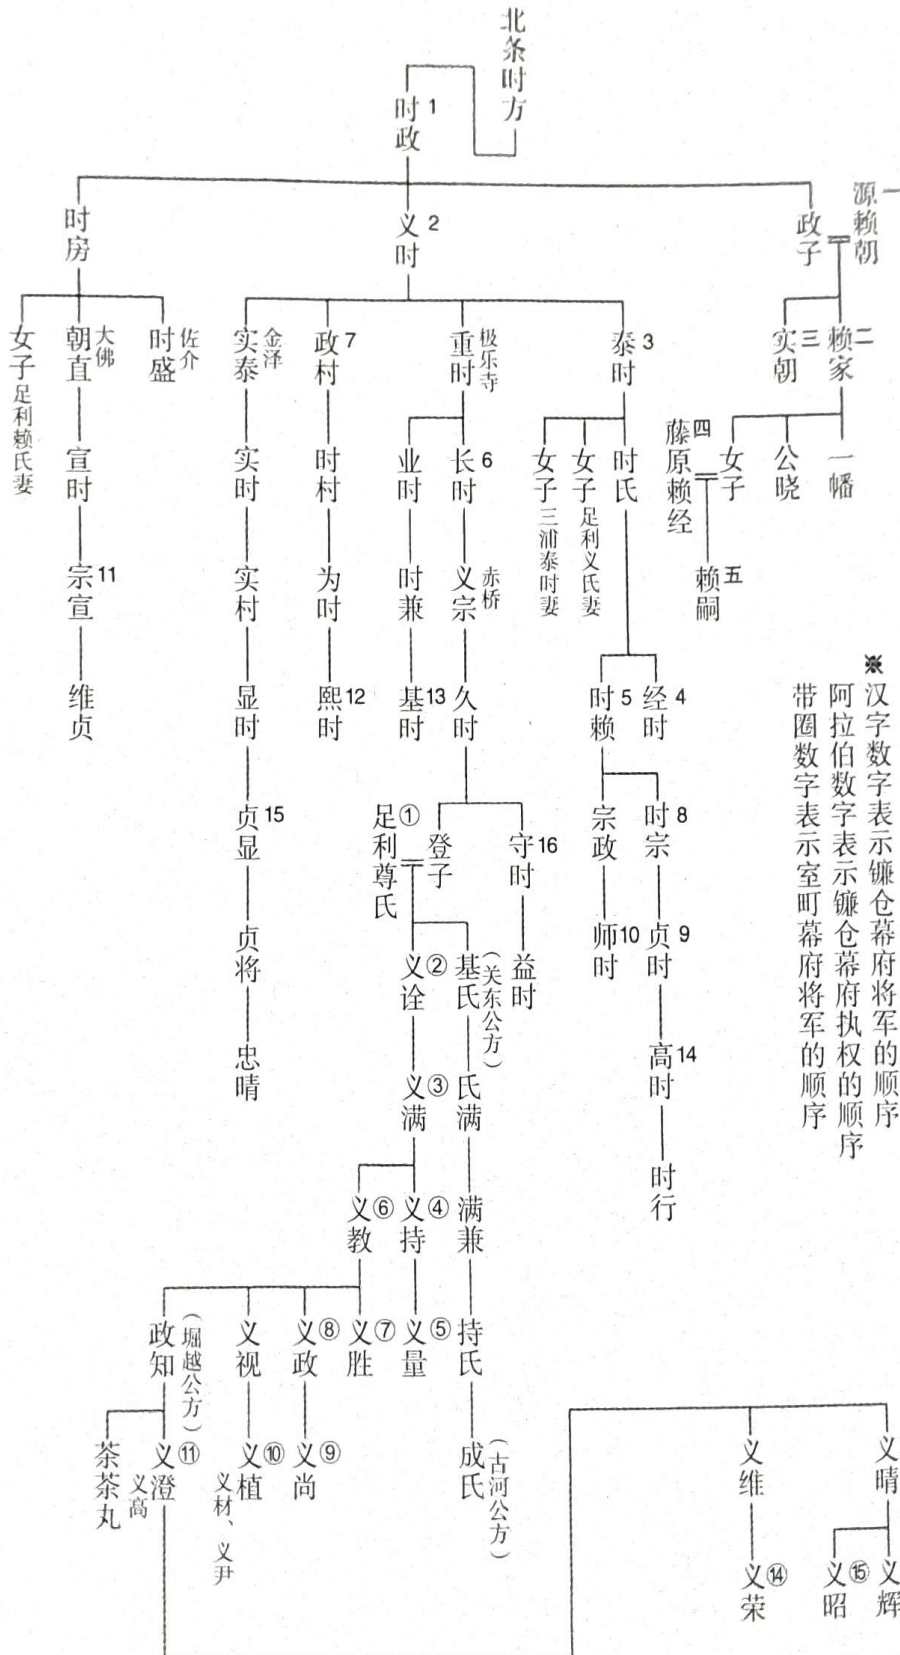 北条时方
时政 1
源赖朝
政子
义时 2
时房
二 赖家
三 实朝
泰时 3
重时 极乐寺
政村 7
实泰 金泽
时盛 佐介
朝直 大佛
女子 足利赖氏妻
一幡
公晓
女子
四 藤原赖经
时氏
女子 足利义氏妻
女子 三浦泰时妻
长时 6
业时
时村
实时
宣时
五 赖嗣
义宗 赤桥
时兼
为时
实村
宗宣 11
经时 4
时赖 5
久时
基时 13
熙时 12
显时
维贞
时宗 8
宗政
守时 16
登子
足利尊氏 ①
贞显 15
贞时 9
师时 10
益时
基氏 (关东公方)
义诠 ②
贞将
高时 14
氏满
义满 ③
忠晴
时行
满兼
义持 ④
义教 ⑥
持氏
义量 ⑤
义胜 ⑦
义政 ⑧
义视
政知 (堀越公方)
成氏 (古河公方)
义尚 ⑨
义植 ⑩ 义材、义尹
义澄 ⑪ 义高
茶茶丸
义晴
义维
义辉
义昭 ⑮
义荣 ⑭
※汉字数字表示镰仓幕府将军的顺序
阿拉伯数字表示镰仓幕府执权的顺序
带圈数字表示室町幕府将军的顺序